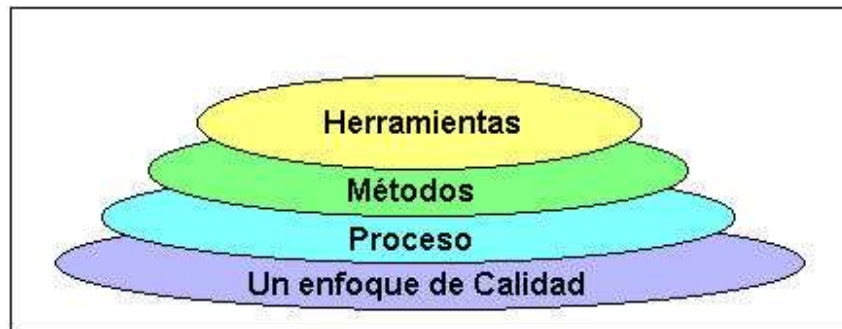 Herramientas
Métodos
Proceso
Un enfoque de Calidad